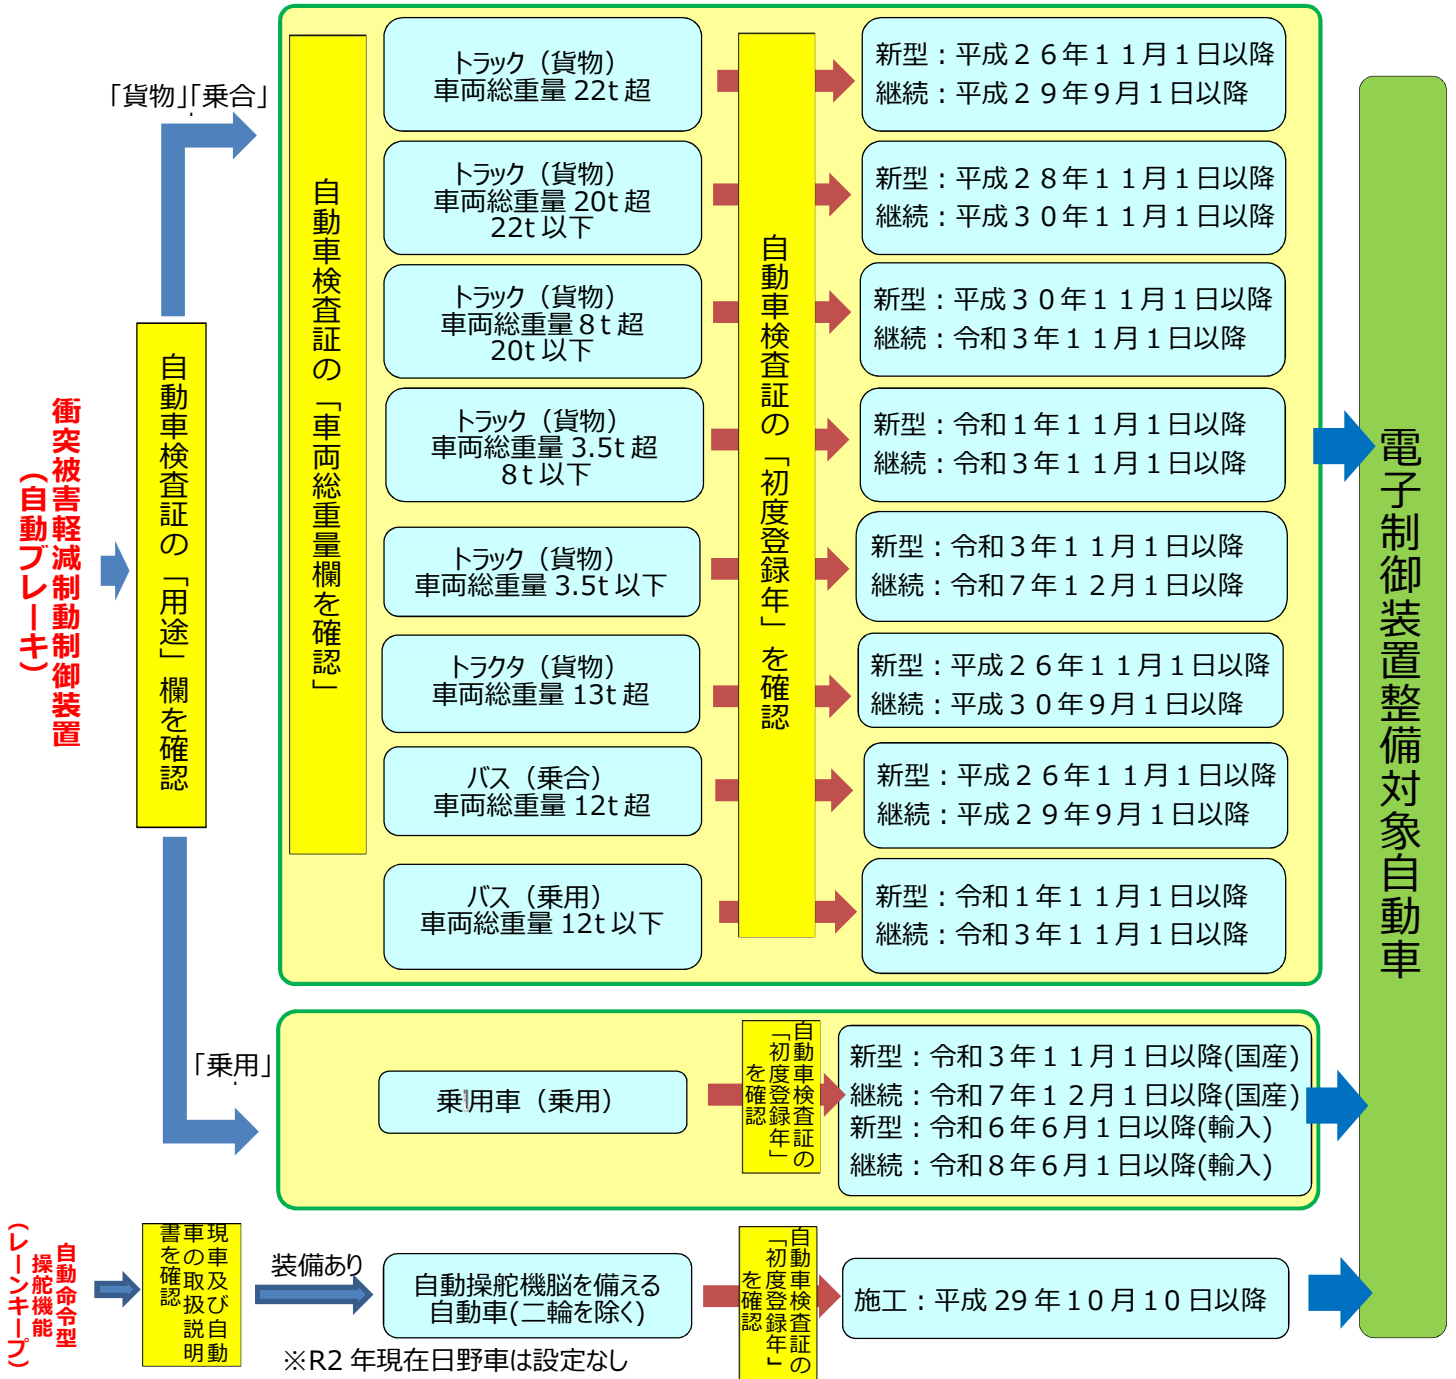 衝突被害軽減制動制御装置
（自動ブレーキ）
自動車検査証の「用途」欄を確認
「貨物」「乗合」
自動車検査証の「車両総重量欄を確認」
トラック（貨物）
車両総重量 22t 超
トラック（貨物）
車両総重量 20t 超
22t 以下
トラック（貨物）
車両総重量 8t 超
20t 以下
トラック（貨物）
車両総重量 3.5t 超
8t 以下
トラック（貨物）
車両総重量 3.5t 以下
トラクタ（貨物）
車両総重量 13t 超
バス（乗合）
車両総重量 12t 超
バス（乗用）
車両総重量 12t 以下
自動車検査証の「初度登録年」を確認
新型：平成２６年１１月１日以降
継続：平成２９年９月１日以降
新型：平成２８年１１月１日以降
継続：平成３０年１１月１日以降
新型：平成３０年１１月１日以降
継続：令和３年１１月１日以降
新型：令和１年１１月１日以降
継続：令和３年１１月１日以降
新型：令和３年１１月１日以降
継続：令和７年１２月１日以降
新型：平成２６年１１月１日以降
継続：平成３０年９月１日以降
新型：平成２６年１１月１日以降
継続：平成２９年９月１日以降
新型：令和１年１１月１日以降
継続：令和３年１１月１日以降
電子制御装置整備対象自動車
「乗用」
乗用車（乗用）
自動車検査証の
「初度登録年」
を確認
新型：令和３年１１月１日以降(国産)
継続：令和７年１２月１日以降(国産)
新型：令和６年６月１日以降(輸入)
継続：令和８年６月１日以降(輸入)
自動命令型
操舵機能
（レーンキープ）
現車及び自動
車の取扱説明
書を確認
装備あり
自動操舵機脳を備える
自動車(二輪を除く)
自動車検査証の
「初度登録年」
を確認
施工：平成 29 年１０月１０日以降
※R2 年現在日野車は設定なし